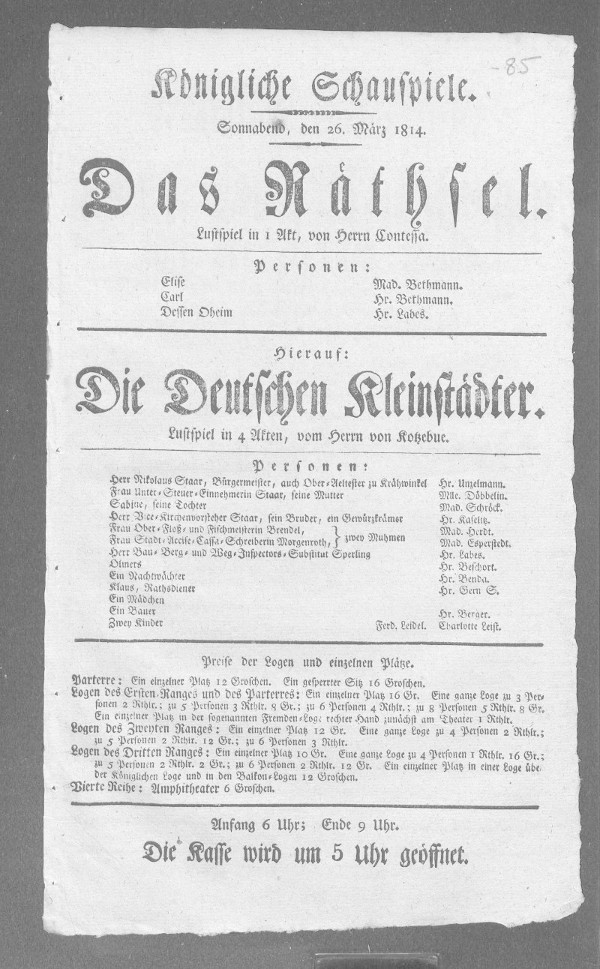 -85
Königliche Schauspiele.
Sonnabend, den 26. März 1814.
Das Räthsel.
Lustspiel in 1 Akt, von Herrn Contessa.
Personen:
Elise Mad. Bethmann.
Carl Hr. Bethmann.
Dessen Oheim Hr. Labes.
Hierauf:
Die Deutschen Kleinstädter.
Lustspiel in 4 Akten, vom Herrn von Kotzebue.
Personen:
Herr Nikolaus Staar, Bürgermeister, auch Ober-Aeltester zu Krähwinkel Hr. Unzelmann.
Frau Unter-Steuer-Einnehmerin Staar, seine Mutter Mlle. Döbbelin.
Sabine, seine Tochter Mad. Schröck.
Herr Vice-Kirchenvorsteher Staar, sein Bruder, ein Gewürzkrämer Hr. Kaselitz.
Frau Ober-Floß- und Fischmeisterin Brendel, Mad. Herdt.
Frau Stadt-Accise-Cassa-Schreiberin Morgenroth, } zwey Muhmen Mad. Esperstedt.
Herr Bau- Berg- und Weg-Inspectors-Substitut Sperling Hr. Labes.
Olmers Hr. Beschort.
Ein Nachtwächter Hr. Benda.
Klaus, Rathsdiener Hr. Gern S.
Ein Mädchen
Ein Bauer Hr. Berger.
Zwey Kinder Ferd. Leidel. Charlotte Leist.
Preise der Logen und einzelnen Plätze.
Parterre: Ein einzelner Platz 12 Groschen. Ein gesperrter Sitz 16 Groschen.
Logen des Ersten-Ranges und des Parterres: Ein einzelner Platz 16 Gr. Eine ganze Loge zu 3 Per-
sonen 2 Rthlr.; zu 5 Personen 3 Rthlr. 8 Gr.; zu 6 Personen 4 Rthlr.; zu 8 Personen 5 Rthlr. 8 Gr.
Ein einzelner Platz in der sogenannten Fremden-Loge rechter Hand zunächst am Theater 1 Rthlr.
Logen des Zweyten Ranges: Ein einzelner Platz 12 Gr. Eine ganze Loge zu 4 Personen 2 Rthlr.;
zu 5 Personen 2 Rthlr. 12 Gr.; zu 6 Personen 3 Rthlr.
Logen des Dritten Ranges: Ein einzelner Platz 10 Gr. Eine ganze Loge zu 4 Personen 1 Rthlr. 16 Gr.;
zu 5 Personen 2 Rthlr. 2 Gr.; zu 6 Personen 2 Rthlr. 12 Gr. Ein einzelner Platz in einer Loge übe-
der Königlichen Loge und in den Balkon-Logen 12 Groschen.
Vierte Reihe: Amphitheater 6 Groschen.
Anfang 6 Uhr; Ende 9 Uhr.
Die Kasse wird um 5 Uhr geöffnet.